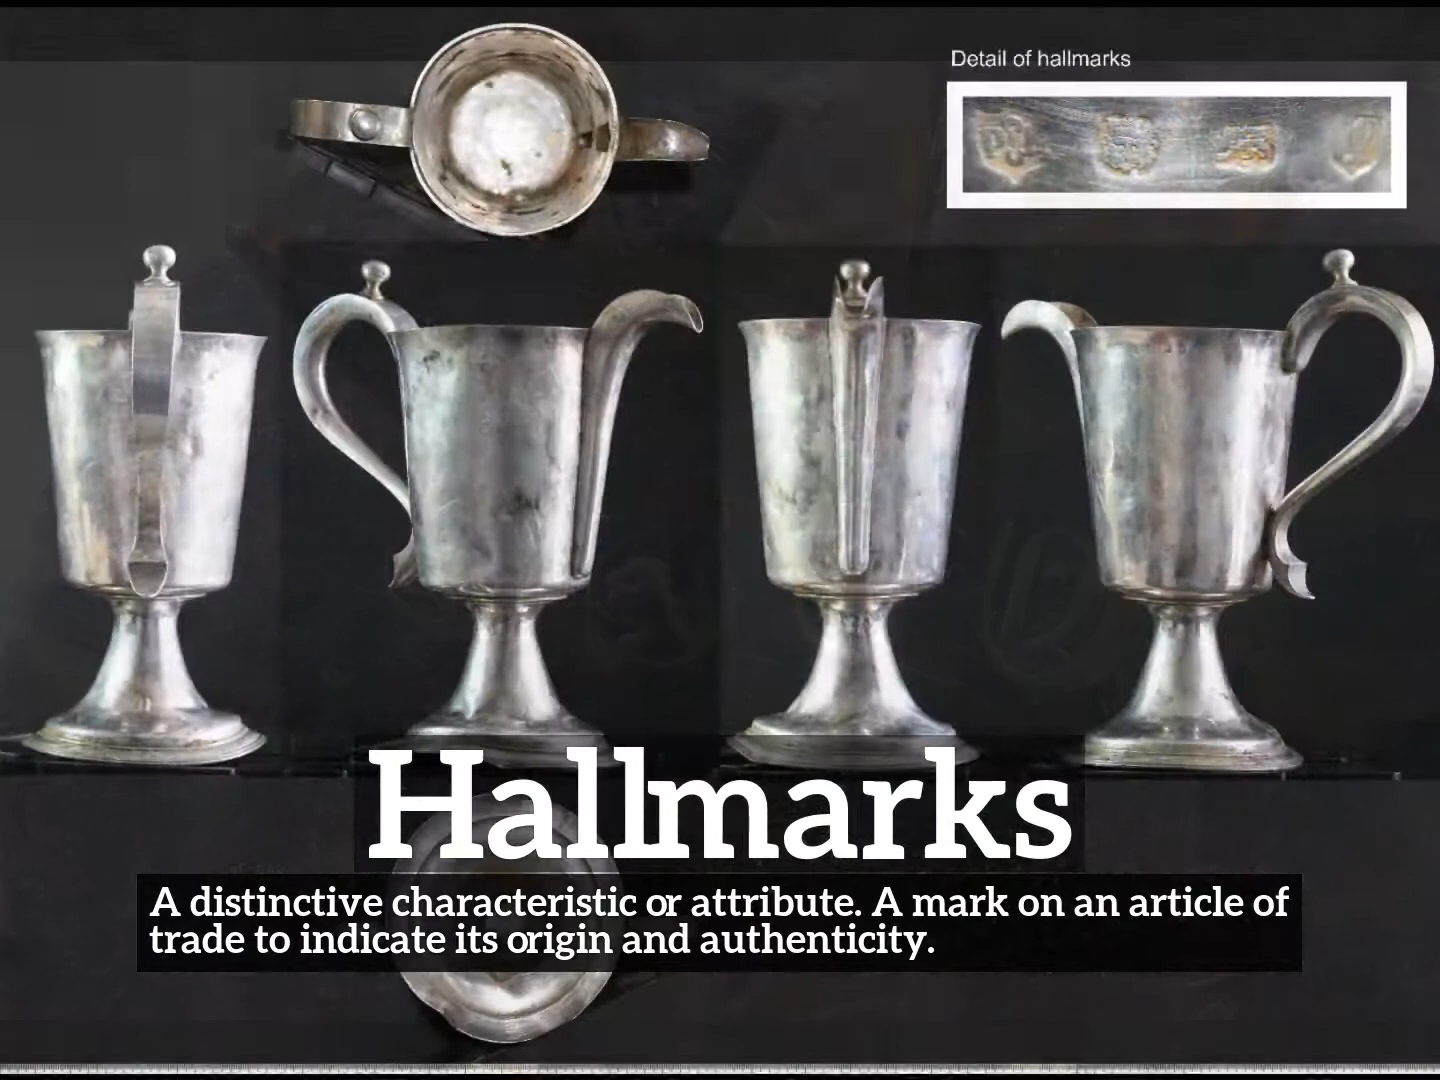 Detail of hallmarks
Hallmarks
A distinctive characteristic or attribute. A mark on an article of
trade to indicate its origin and authenticity.